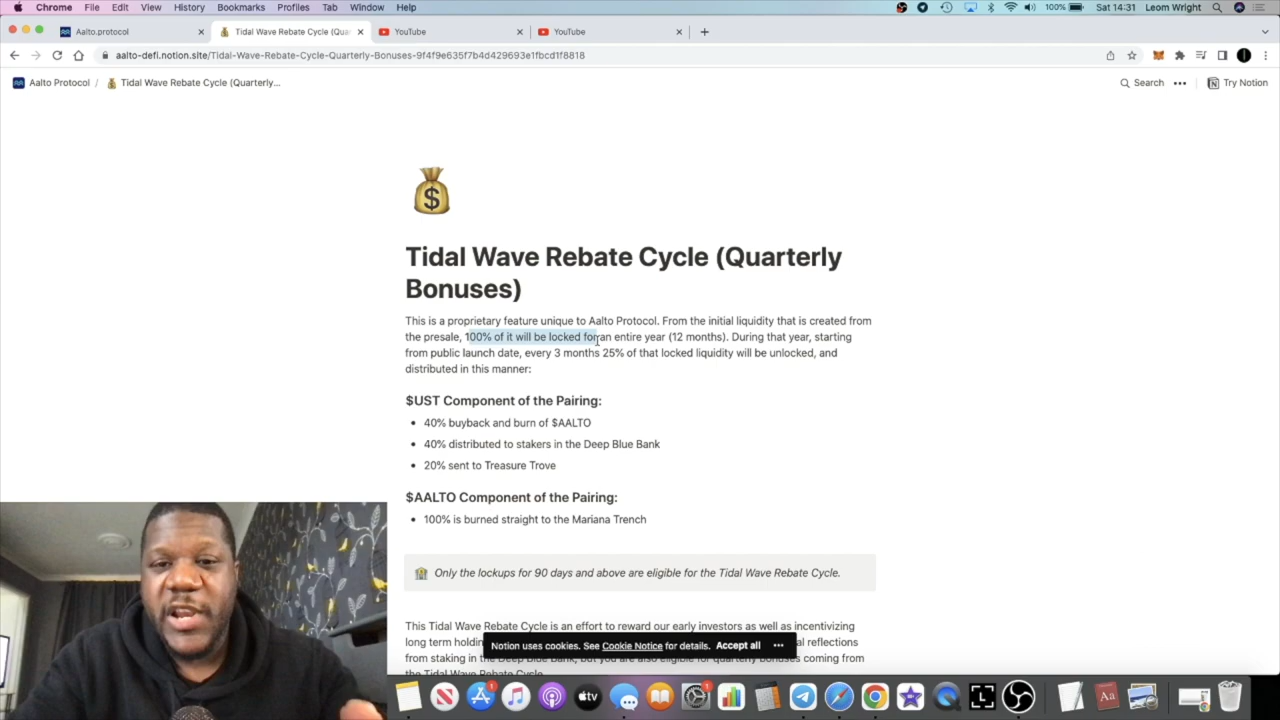 Chrome File Edit View History Bookmarks Profiles Tab Window Help 100% Sat 14:31 Leom Wright
Aalto.protocol Tidal Wave Rebate Cycle (Qua YouTube YouTube
aalto-defi.notion.site/Tidal-Wave-Rebate-Cycle-Quarterly-Bonuses-9f4f9e635f7b4d429693e1fbcd1f8818
Aalto Protocol / Tidal Wave Rebate Cycle (Quarterly... Search Try Notion
Tidal Wave Rebate Cycle (Quarterly
Bonuses)
This is a proprietary feature unique to Aalto Protocol. From the initial liquidity that is created from
the presale, 100% of it will be locked for an entire year (12 months). During that year, starting
from public launch date, every 3 months 25% of that locked liquidity will be unlocked, and
distributed in this manner:
$UST Component of the Pairing:
• 40% buyback and burn of $AALTO
• 40% distributed to stakers in the Deep Blue Bank
• 20% sent to Treasure Trove
$AALTO Component of the Pairing:
• 100% is burned straight to the Mariana Trench
Only the lockups for 90 days and above are eligible for the Tidal Wave Rebate Cycle.
This Tidal Wave Rebate Cycle is an effort to reward our early investors as well as incentivizing
long term holdin
Notion uses cookies. See Cookie Notice for details. Accept all
al reflections
from staking in the Deep Blue Bank, but you are also eligible for quarterly bonuses coming from
the Tidal Wave Rebate Cycle.